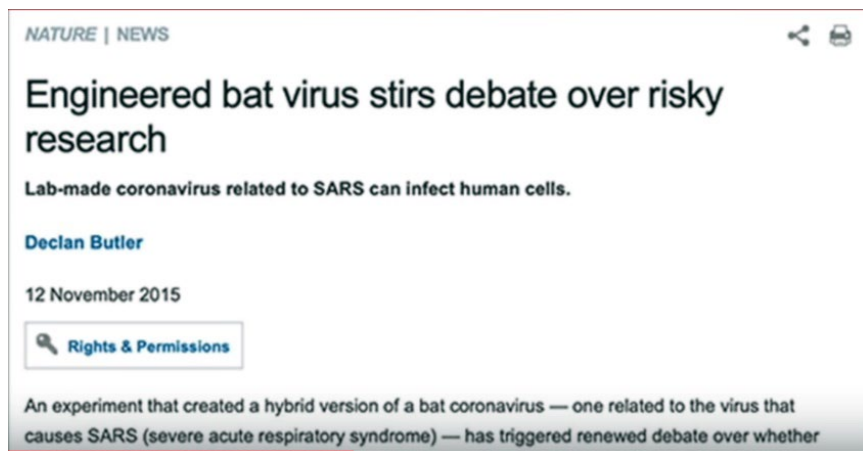 NATURE | NEWS
Engineered bat virus stirs debate over risky
research
Lab-made coronavirus related to SARS can infect human cells.
Declan Butler
12 November 2015
Rights & Permissions
An experiment that created a hybrid version of a bat coronavirus — one related to the virus that
causes SARS (severe acute respiratory syndrome) — has triggered renewed debate over whether